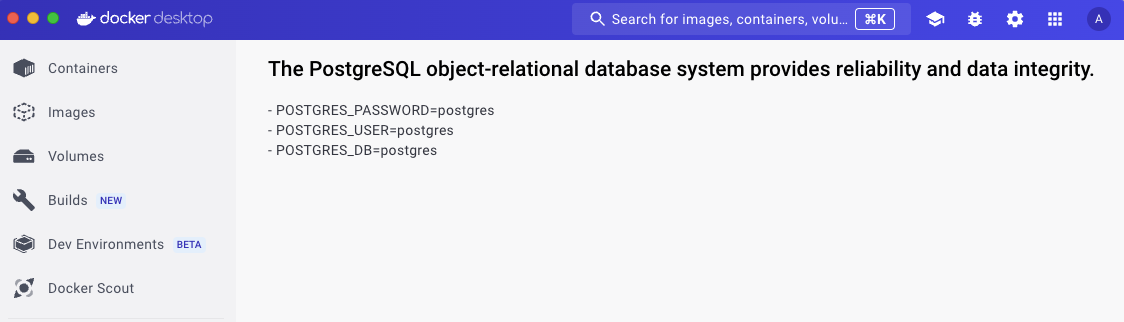 docker desktop
Search for images, containers, volu...
⌘K
A
Containers
Images
Volumes
Builds NEW
Dev Environments BETA
Docker Scout
The PostgreSQL object-relational database system provides reliability and data integrity.
- POSTGRES_PASSWORD=postgres
- POSTGRES_USER=postgres
- POSTGRES_DB=postgres